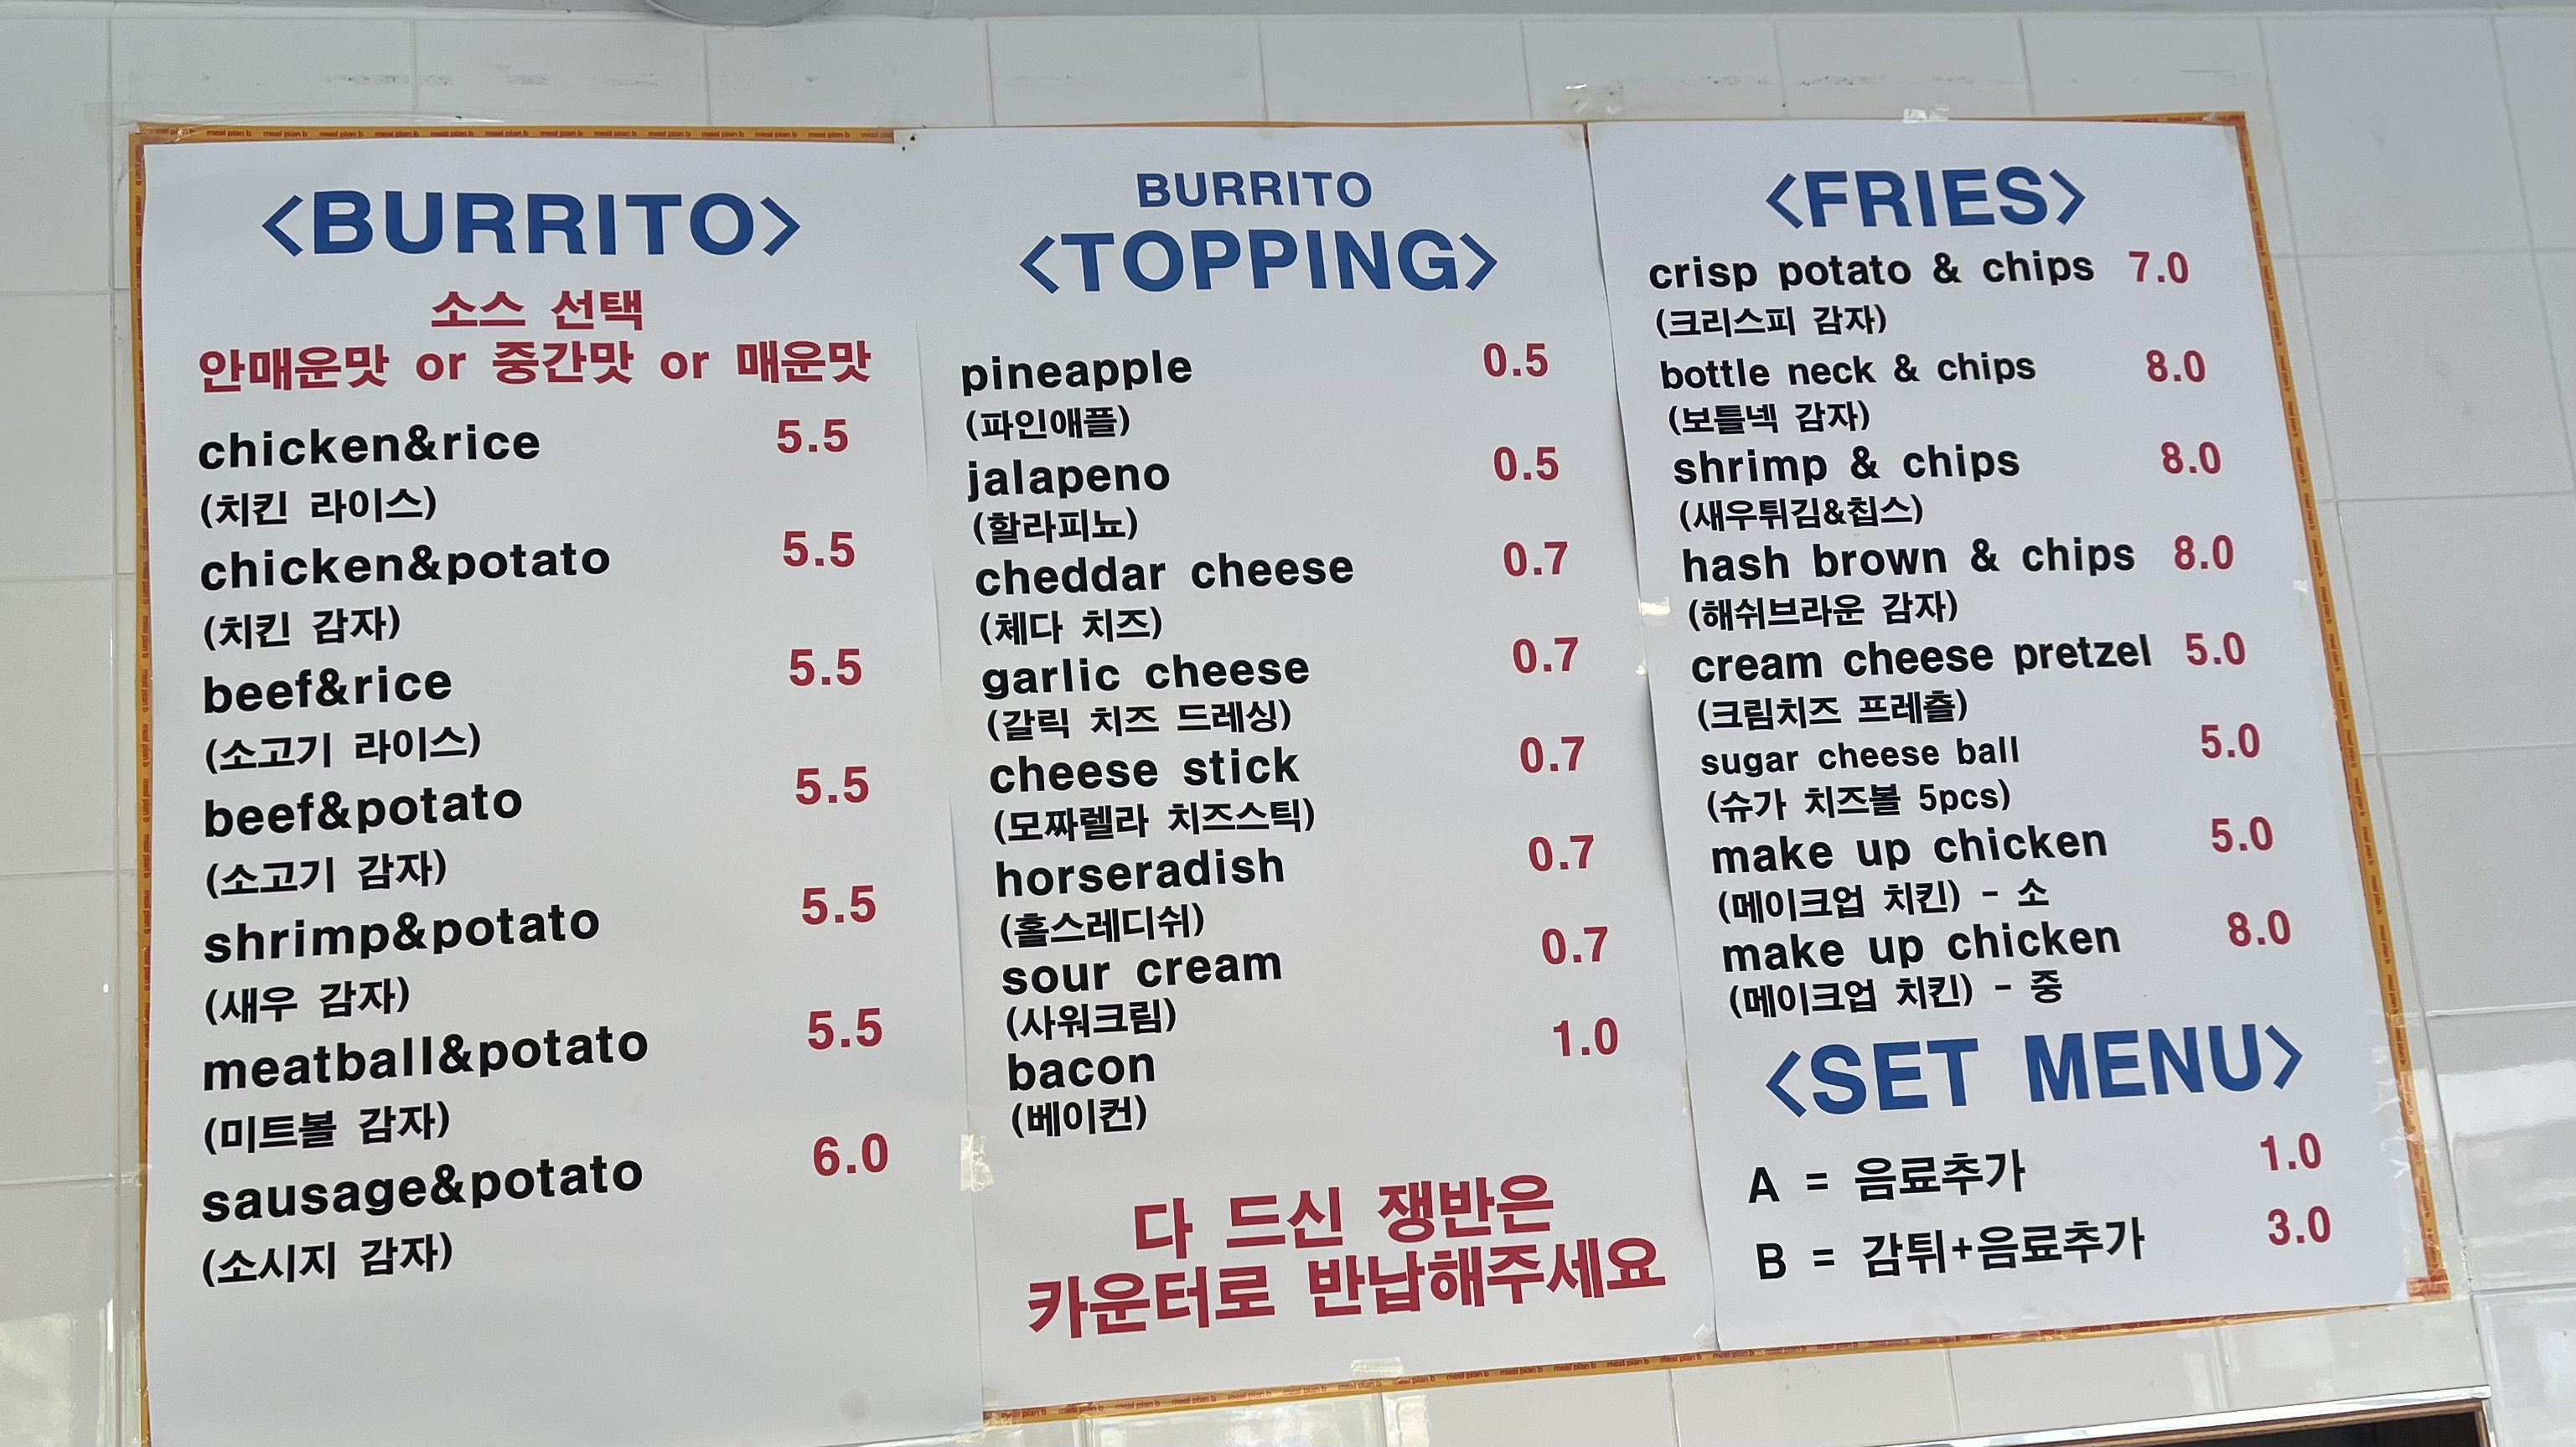 <BURRITO>
소스 선택
안매운맛 or 중간맛 or 매운맛
chicken&rice 5.5
(치킨 라이스)
chicken&potato 5.5
(치킨 감자)
beef&rice 5.5
(소고기 라이스)
beef&potato 5.5
(소고기 감자)
shrimp&potato 5.5
(새우 감자)
meatball&potato 5.5
(미트볼 감자)
sausage&potato 6.0
(소시지 감자)
BURRITO
<TOPPING>
pineapple 0.5
(파인애플)
jalapeno 0.5
(할라피뇨)
cheddar cheese 0.7
(체다 치즈)
garlic cheese 0.7
(갈릭 치즈 드레싱)
cheese stick 0.7
(모짜렐라 치즈스틱)
horseradish 0.7
(홀스레디쉬)
sour cream 0.7
(사워크림)
bacon 1.0
(베이컨)
다 드신 쟁반은
카운터로 반납해주세요
<FRIES>
crisp potato & chips 7.0
(크리스피 감자)
bottle neck & chips 8.0
(보틀넥 감자)
shrimp & chips 8.0
(새우튀김&칩스)
hash brown & chips 8.0
(해쉬브라운 감자)
cream cheese pretzel 5.0
(크림치즈 프레츨)
sugar cheese ball 5.0
(슈가 치즈볼 5pcs)
make up chicken 5.0
(메이크업 치킨) - 소
make up chicken 8.0
(메이크업 치킨) - 중
<SET MENU>
A = 음료추가 1.0
B = 감튀+음료추가 3.0